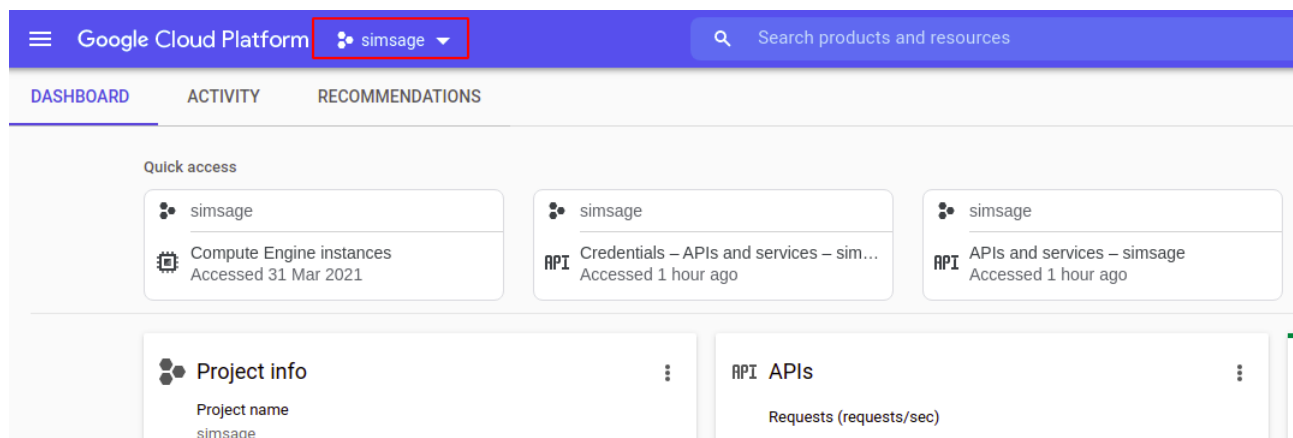 Google Cloud Platform simsage Search products and resources
DASHBOARD ACTIVITY RECOMMENDATIONS
Quick access
simsage
Compute Engine instances
Accessed 31 Mar 2021
simsage
API Credentials – APIs and services – sim...
Accessed 1 hour ago
simsage
API APIs and services – simsage
Accessed 1 hour ago
Project info
Project name
simsage
API APIs
Requests (requests/sec)